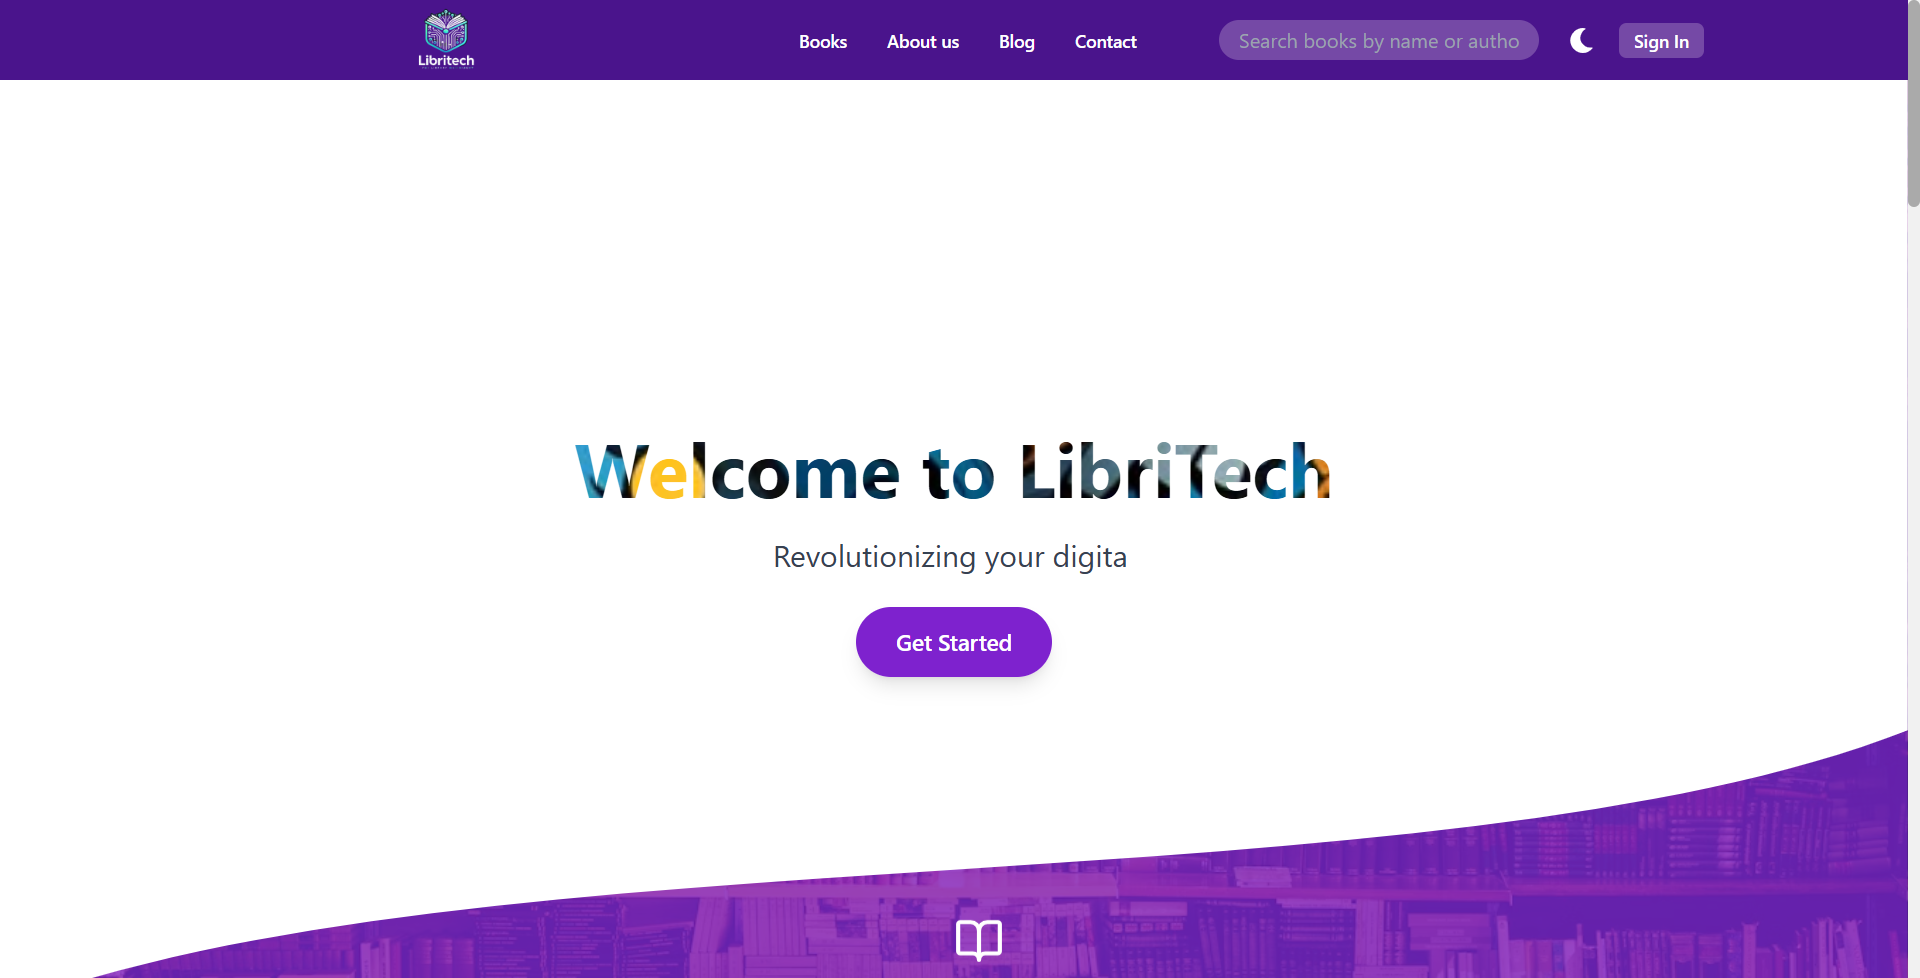 Libritech
Books
About us
Blog
Contact
Search books by name or autho
Sign In
Welcome to LibriTech
Revolutionizing your digita
Get Started